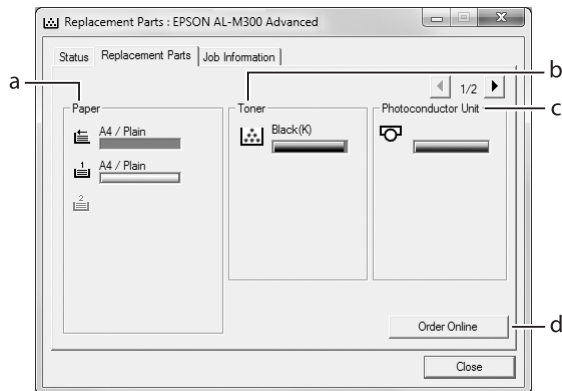 Replacement Parts : EPSON AL-M300 Advanced
Status Replacement Parts Job Information
a
b
c
d
1/2
Paper
Toner
Photoconductor Unit
A4 / Plain
Black(K)
1
A4 / Plain
2
Order Online
Close